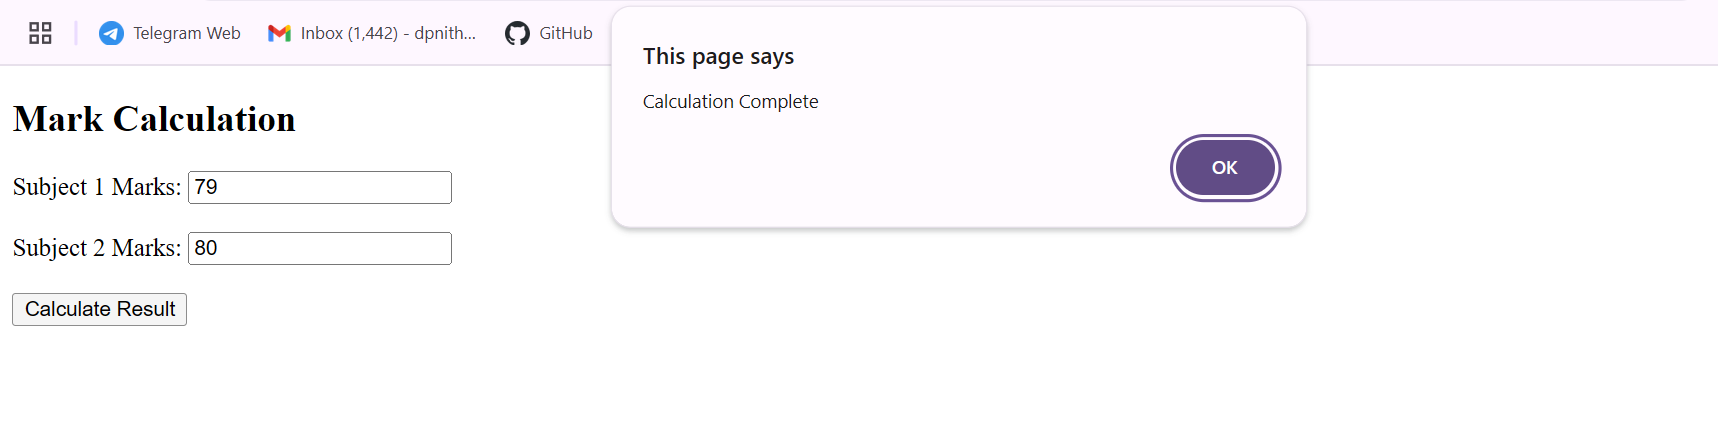 Telegram Web
Inbox (1,442) - dpnith...
GitHub
This page says
Calculation Complete
OK
Mark Calculation
Subject 1 Marks: 79
Subject 2 Marks: 80
Calculate Result